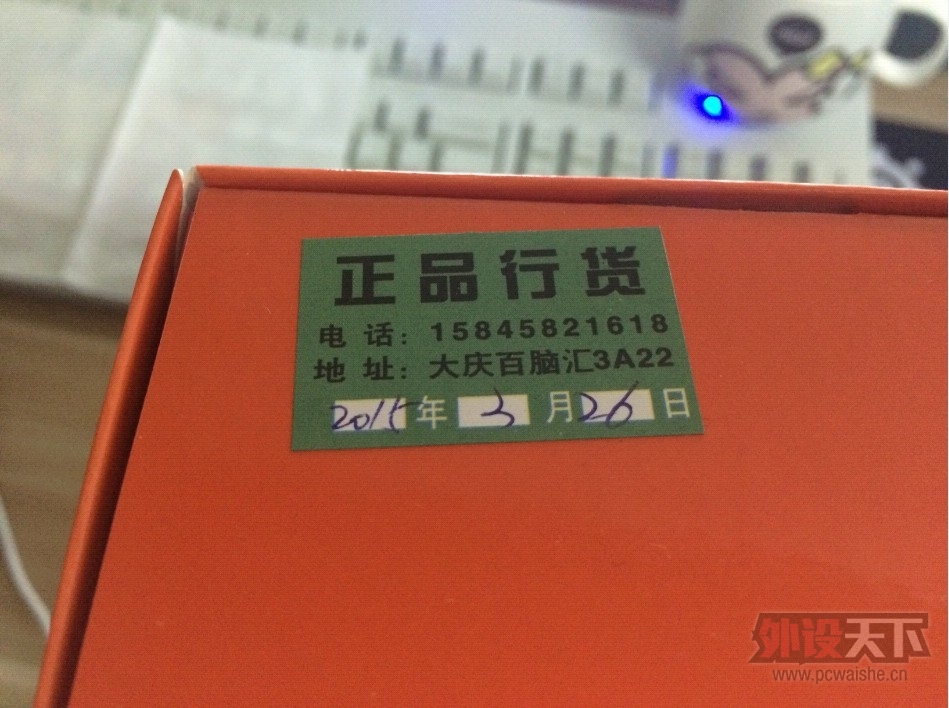 正品行货
电话：15845821618
地址：大庆百脑汇3A22
2015年3月26日
外设天下
www.pcwaishe.cn